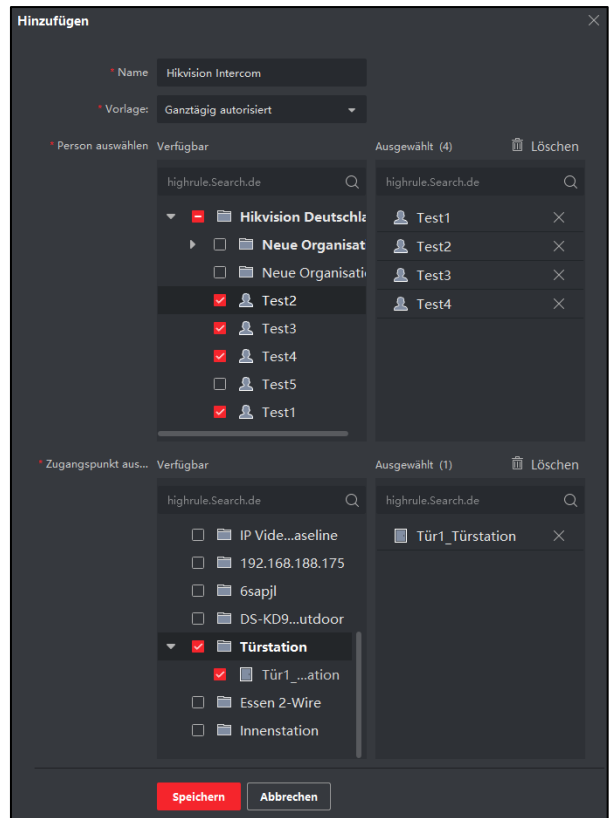 Hinzufügen
* Name Hikvision Intercom
* Vorlage: Ganztägig autorisiert
* Person auswählen Verfügbar Ausgewählt (4) Löschen
highrule.Search.de highrule.Search.de
Hikvision Deutschla Test1
Neue Organisat Test2
Neue Organisati Test3
Test2 Test4
Test3
Test4
Test5
Test1
* Zugangspunkt aus... Verfügbar Ausgewählt (1) Löschen
highrule.Search.de highrule.Search.de
IP Vide...aseline Tür1_Türstation
192.168.188.175
6sapjl
DS-KD9...utdoor
Türstation
Tür1_...ation
Essen 2-Wire
Innenstation
Speichern Abbrechen